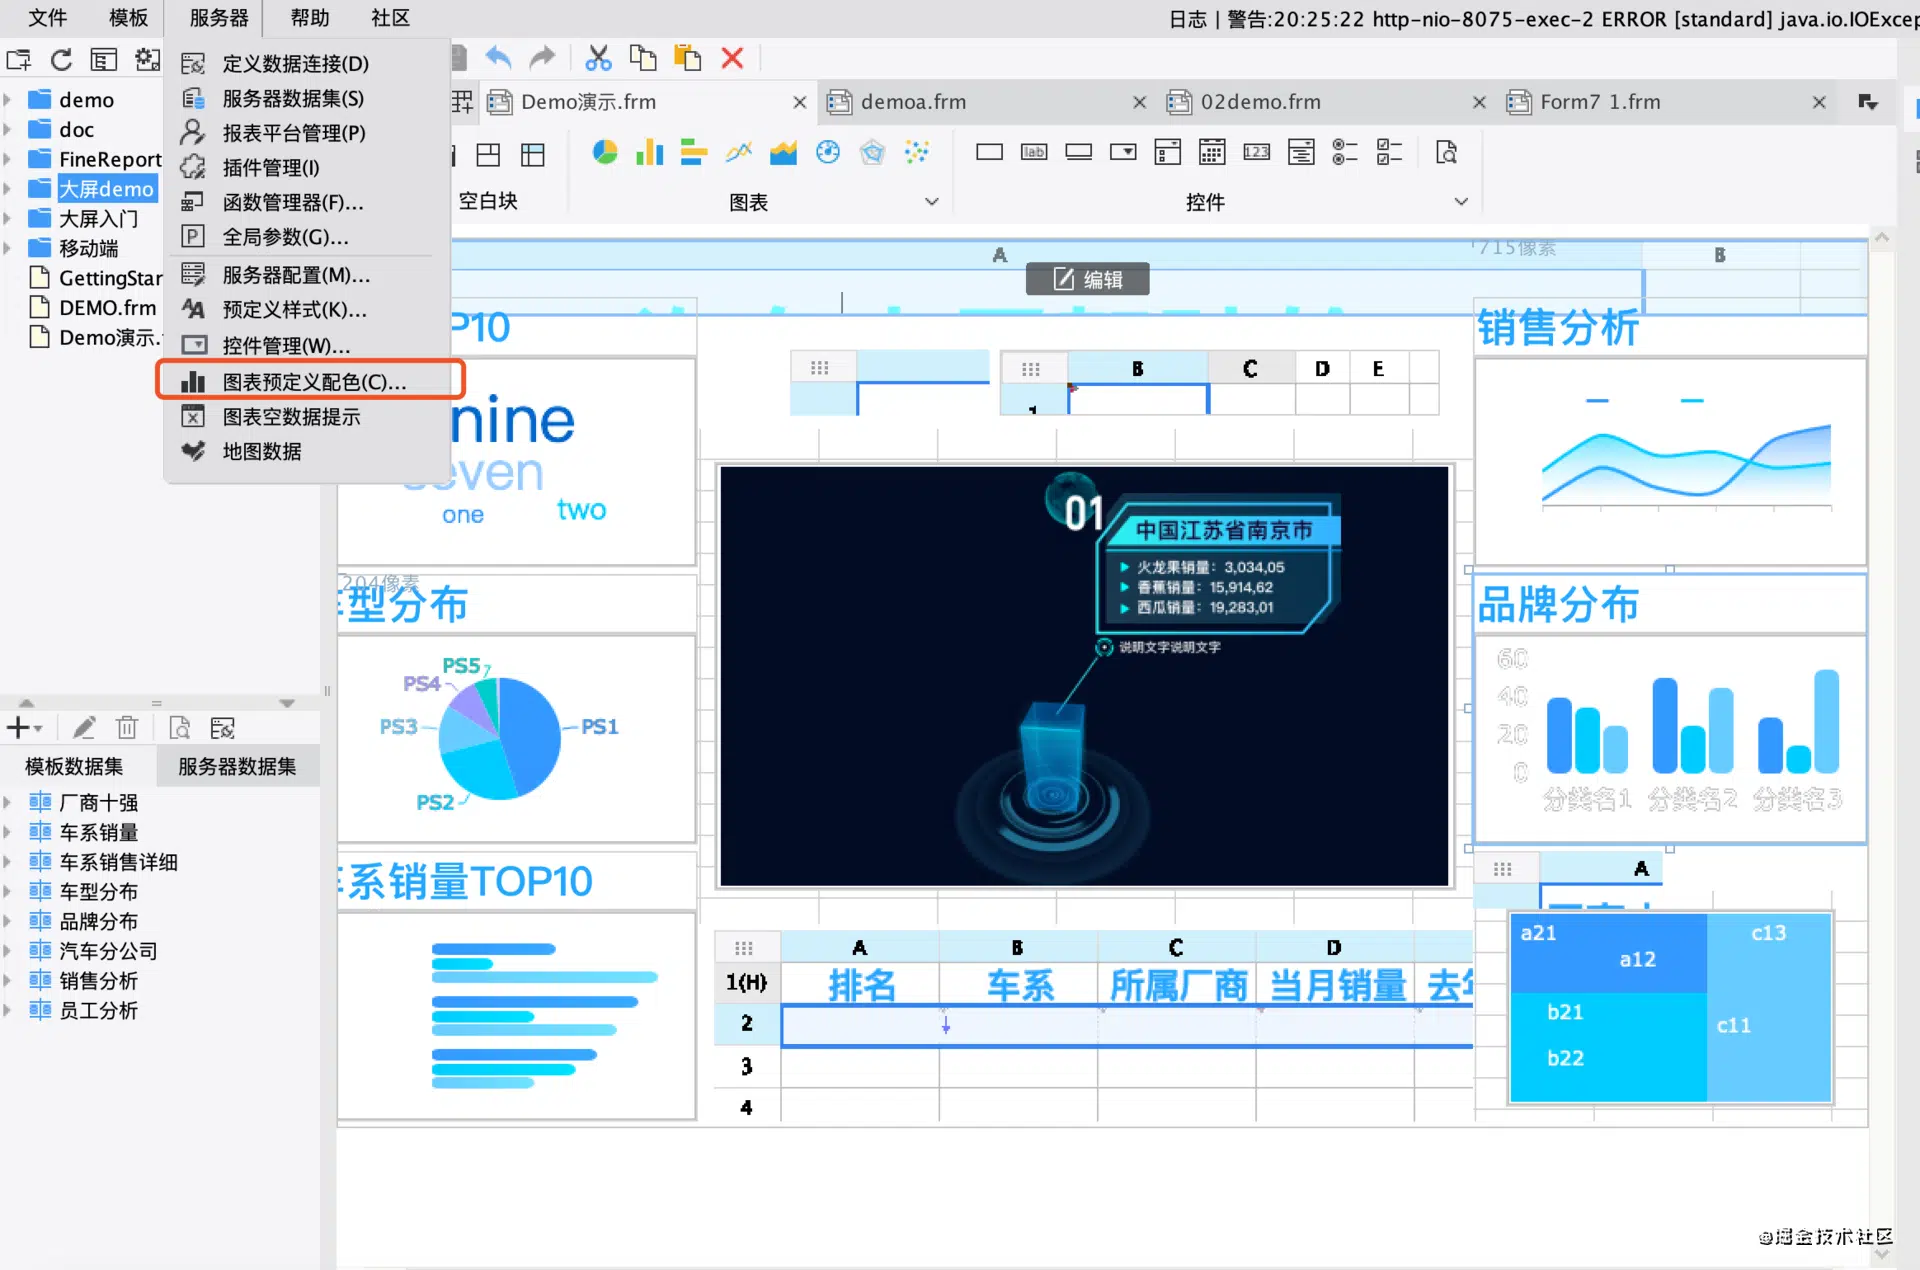 文件 模板 服务器 帮助 社区
日志 | 警告:20:25:22 http-nio-8075-exec-2 ERROR [standard] java.io.IOExcep
定义数据连接(D)
服务器数据集(S)
报表平台管理(P)
插件管理(I)
函数管理器(F)...
全局参数(G)...
服务器配置(M)...
预定义样式(K)...
控件管理(W)...
图表预定义配色(C)...
图表空数据提示
地图数据
demo
doc
FineReport
大屏demo
大屏入门
移动端
GettingStar
DEMO.frm
Demo演示.
Demo演示.frm
demoa.frm
02demo.frm
Form7 1.frm
lab
123
空白块
图表
控件
A
715像素
B
编辑
P10
nine
even
one
two
B C D E
1
销售分析
204像素
型分布
PS5
PS4
PS3
PS2
PS1
系销量TOP10
01
中国江苏省南京市
火龙果销量：3,034,05
香蕉销量：15,914,62
西瓜销量：19,283,01
说明文字说明文字
品牌分布
60
40
20
0
分类名1 分类名2 分类名3
A
a21
a12
b21
b22
c13
c11
A B C D
1(H) 排名 车系 所属厂商 当月销量
2
3
4
模板数据集 服务器数据集
厂商十强
车系销量
车系销售详细
车型分布
品牌分布
汽车分公司
销售分析
员工分析
@掘金技术社区